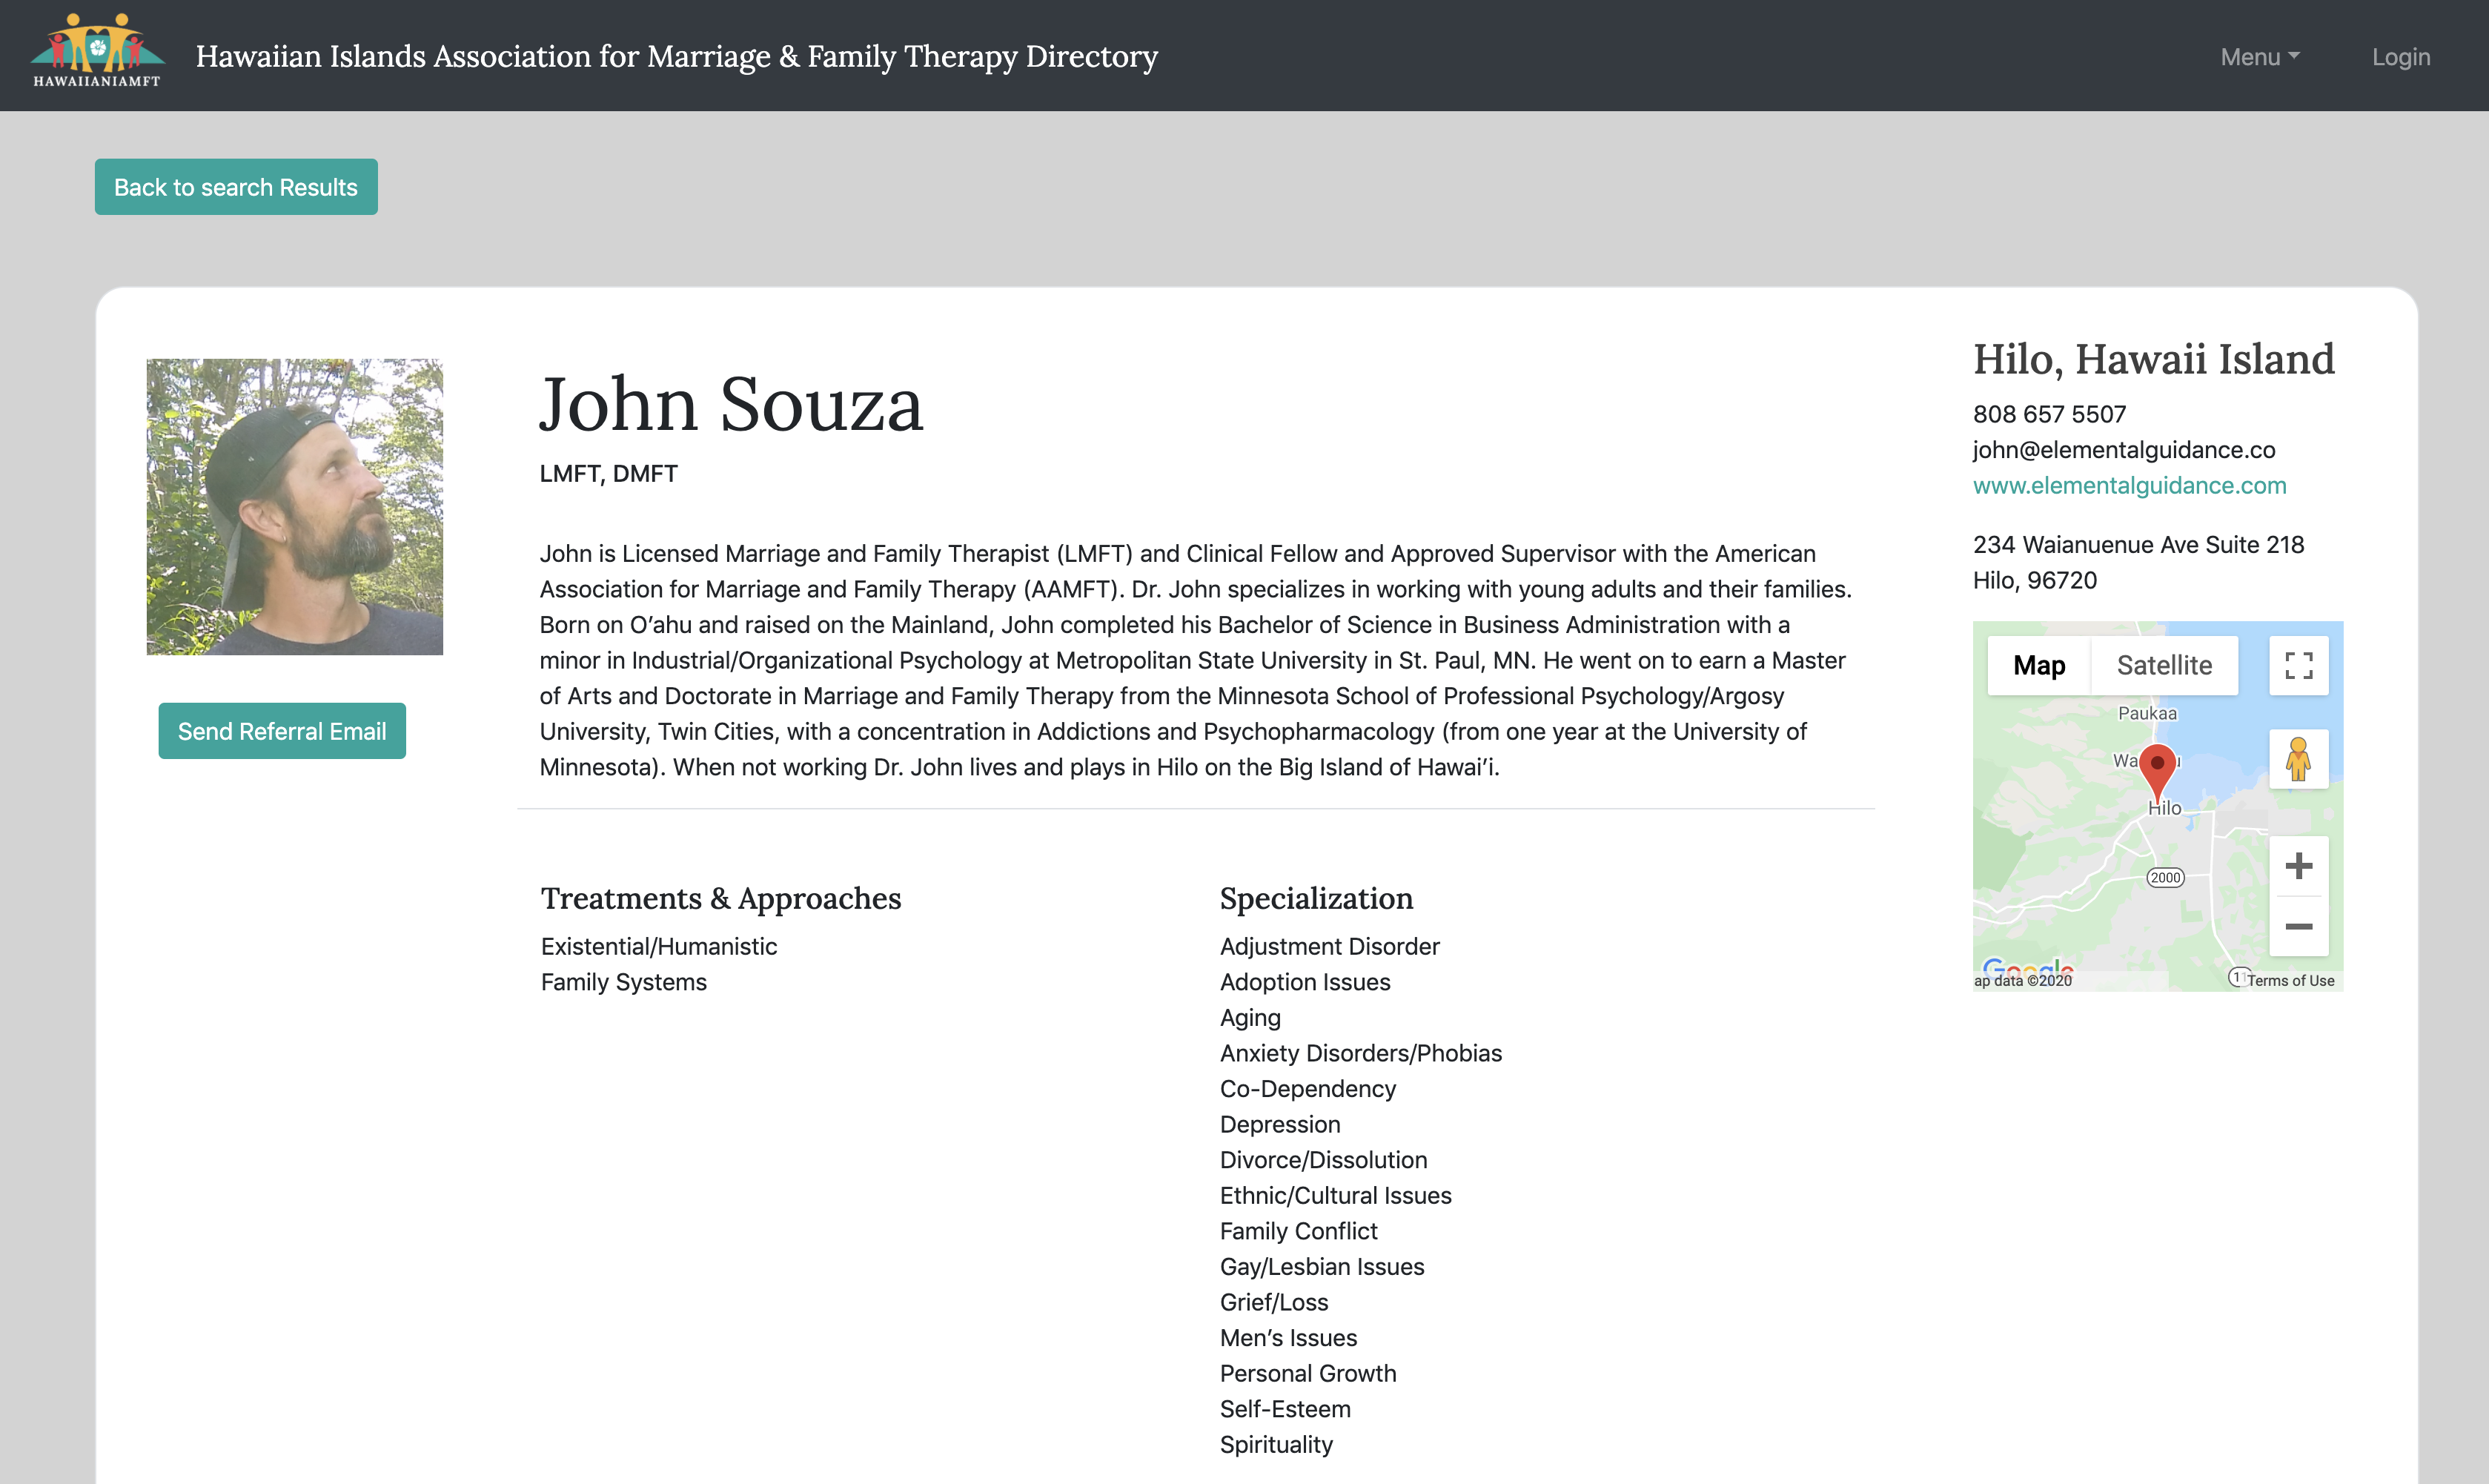 HAWAIIANIAMFT
Hawaiian Islands Association for Marriage & Family Therapy Directory
Menu
Login
Back to search Results
John Souza
LMFT, DMFT
John is Licensed Marriage and Family Therapist (LMFT) and Clinical Fellow and Approved Supervisor with the American
Association for Marriage and Family Therapy (AAMFT). Dr. John specializes in working with young adults and their families.
Born on O’ahu and raised on the Mainland, John completed his Bachelor of Science in Business Administration with a
minor in Industrial/Organizational Psychology at Metropolitan State University in St. Paul, MN. He went on to earn a Master
of Arts and Doctorate in Marriage and Family Therapy from the Minnesota School of Professional Psychology/Argosy
University, Twin Cities, with a concentration in Addictions and Psychopharmacology (from one year at the University of
Minnesota). When not working Dr. John lives and plays in Hilo on the Big Island of Hawai’i.
Send Referral Email
Treatments & Approaches
Existential/Humanistic
Family Systems
Specialization
Adjustment Disorder
Adoption Issues
Aging
Anxiety Disorders/Phobias
Co-Dependency
Depression
Divorce/Dissolution
Ethnic/Cultural Issues
Family Conflict
Gay/Lesbian Issues
Grief/Loss
Men’s Issues
Personal Growth
Self-Esteem
Spirituality
Hilo, Hawaii Island
808 657 5507
john@elementalguidance.co
www.elementalguidance.com
234 Waianuenue Ave Suite 218
Hilo, 96720
Map
Satellite
Paukaa
Hilo
2000
Google
ap data ©2020
Terms of Use